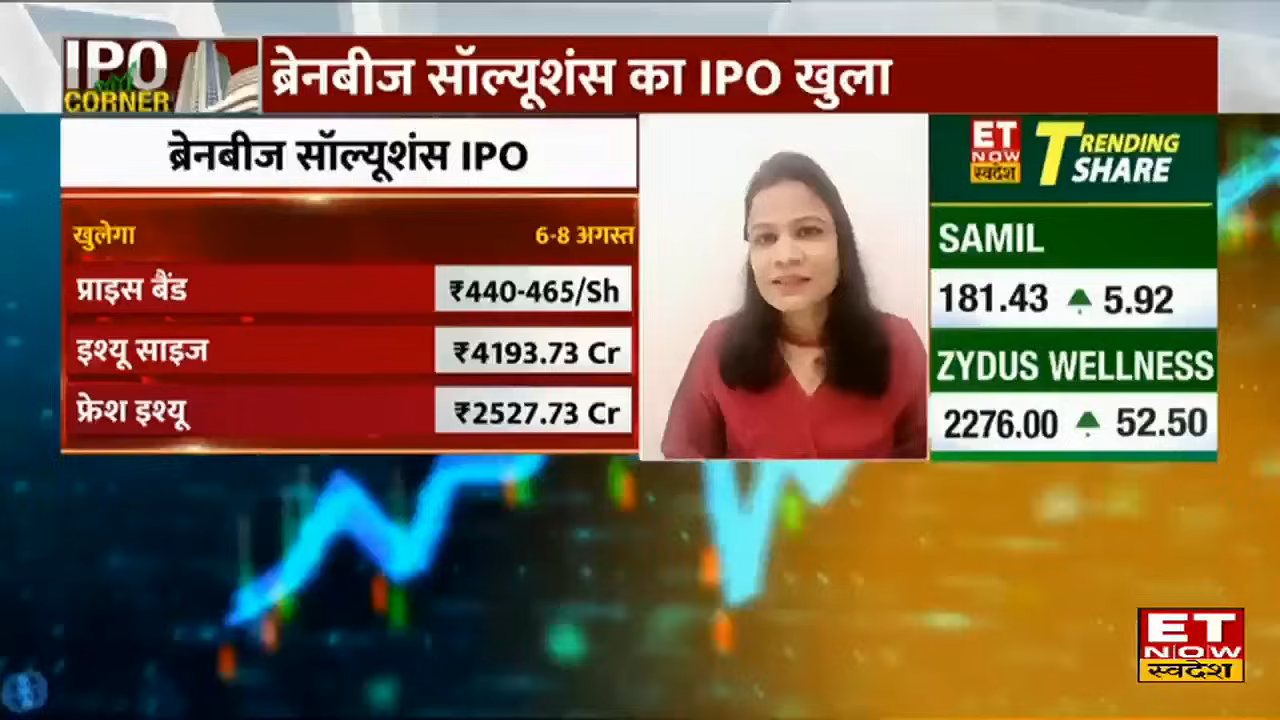 IPO
CORNER
ब्रेनबीज सॉल्यूशंस का IPO खुला
ब्रेनबीज सॉल्यूशंस IPO
खुलेगा 6-8 अगस्त
प्राइस बैंड ₹440-465/Sh
इश्यू साइज ₹4193.73 Cr
फ्रेश इश्यू ₹2527.73 Cr
ET
NOW
स्वदेश
TRENDING
SHARE
SAMIL
181.43 5.92
ZYDUS WELLNESS
2276.00 52.50
ET
NOW
स्वदेश